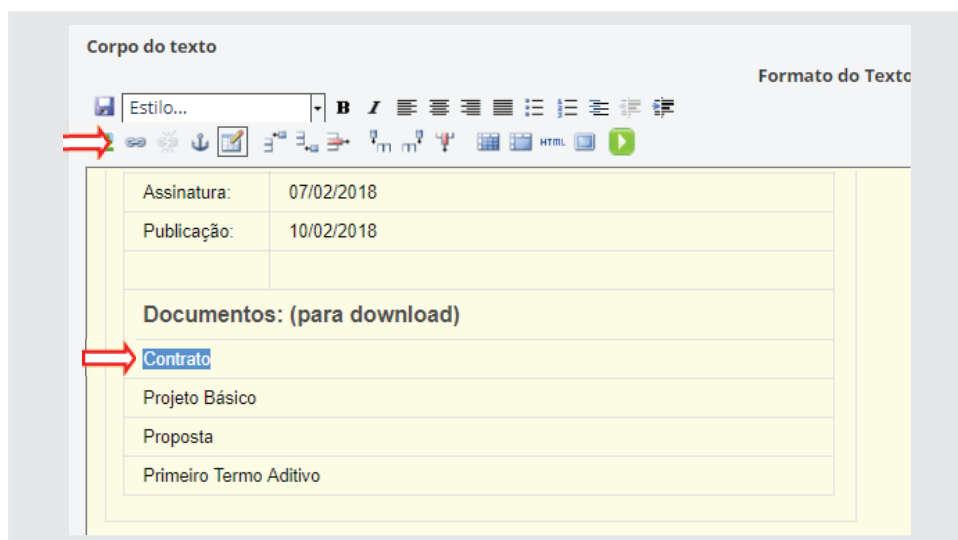 Corpo do texto
Formato do Texto
Estilo...
B I
HTML
Assinatura: 07/02/2018
Publicação: 10/02/2018
Documentos: (para download)
Contrato
Projeto Básico
Proposta
Primeiro Termo Aditivo